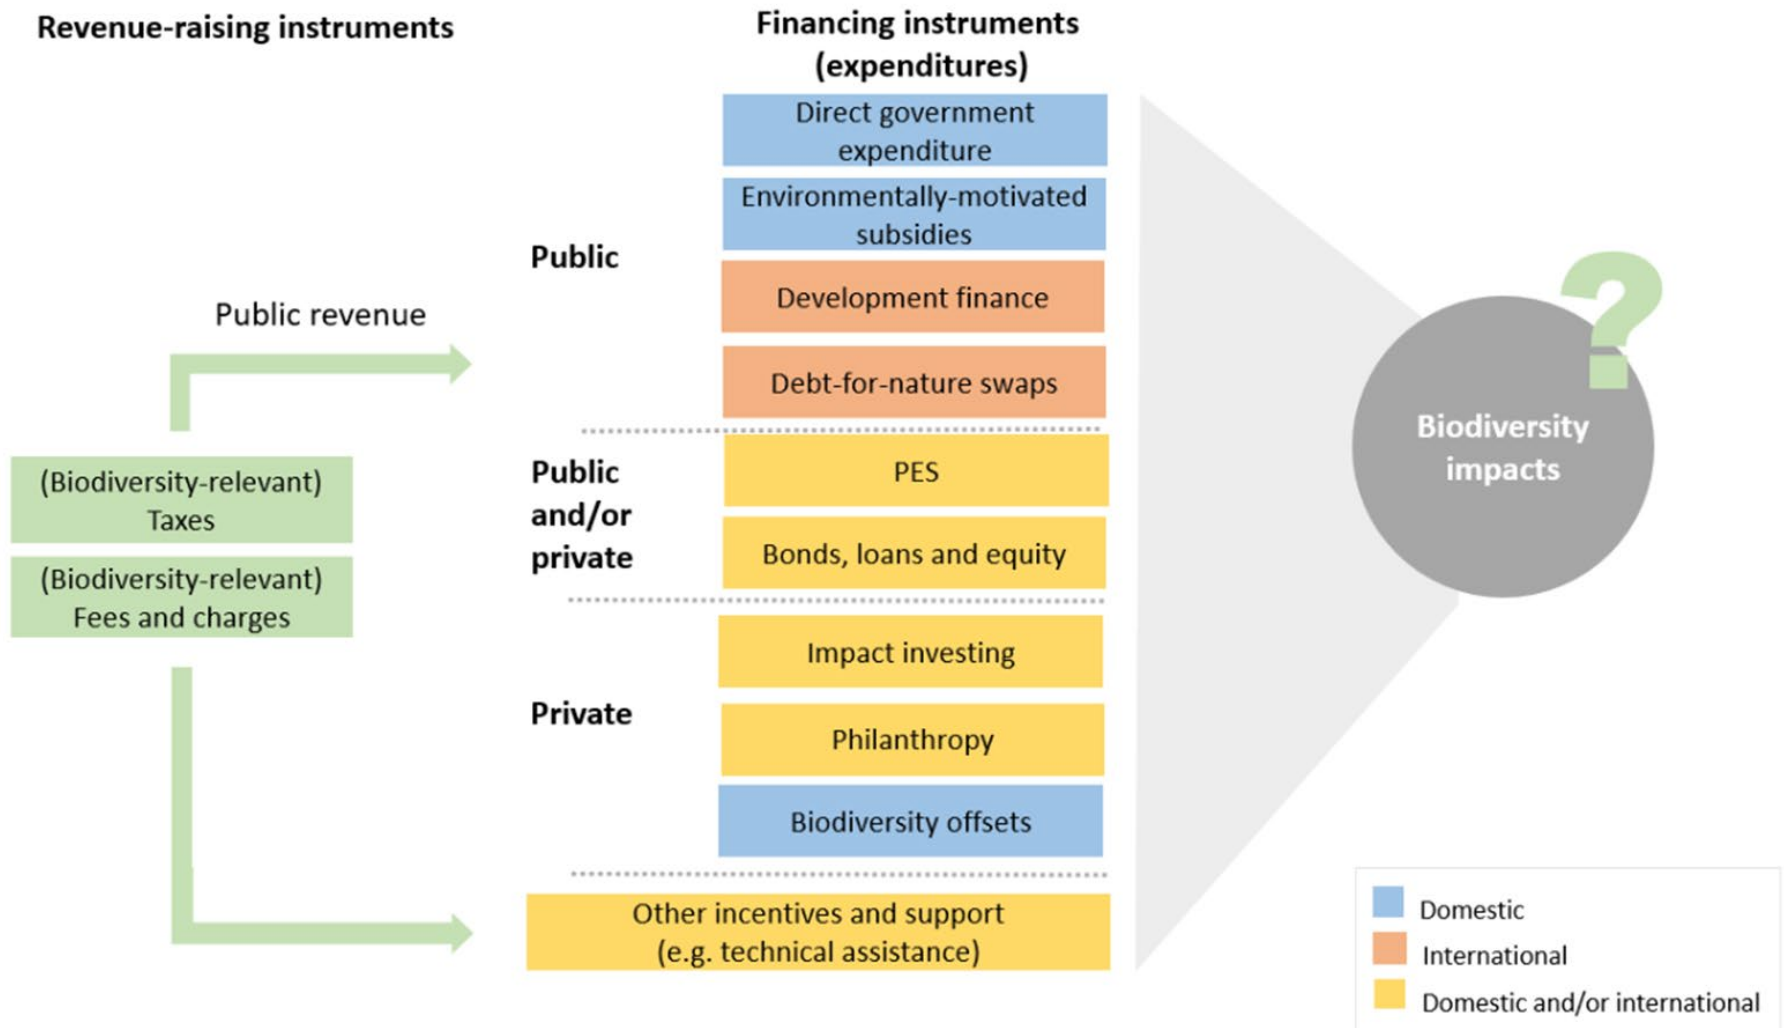 Revenue-raising instruments
Financing instruments
(expenditures)
Direct government
expenditure
Environmentally-motivated
subsidies
Public
Development finance
Public revenue
Debt-for-nature swaps
(Biodiversity-relevant)
Taxes
(Biodiversity-relevant)
Fees and charges
Public
and/or
private
PES
Bonds, loans and equity
Impact investing
Private
Philanthropy
Biodiversity offsets
Other incentives and support
(e.g. technical assistance)
?
Biodiversity
impacts
Domestic
International
Domestic and/or international